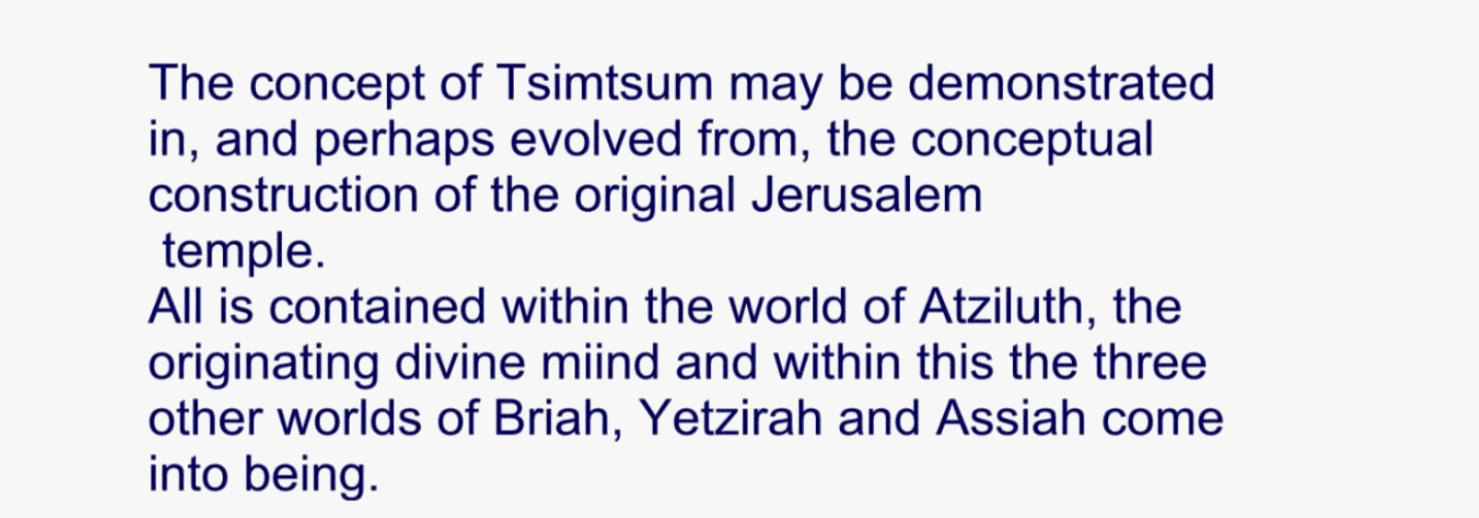 The concept of Tsimtsum may be demonstrated
in, and perhaps evolved from, the conceptual
construction of the original Jerusalem
temple.
All is contained within the world of Atziluth, the
originating divine miind and within this the three
other worlds of Briah, Yetzirah and Assiah come
into being.